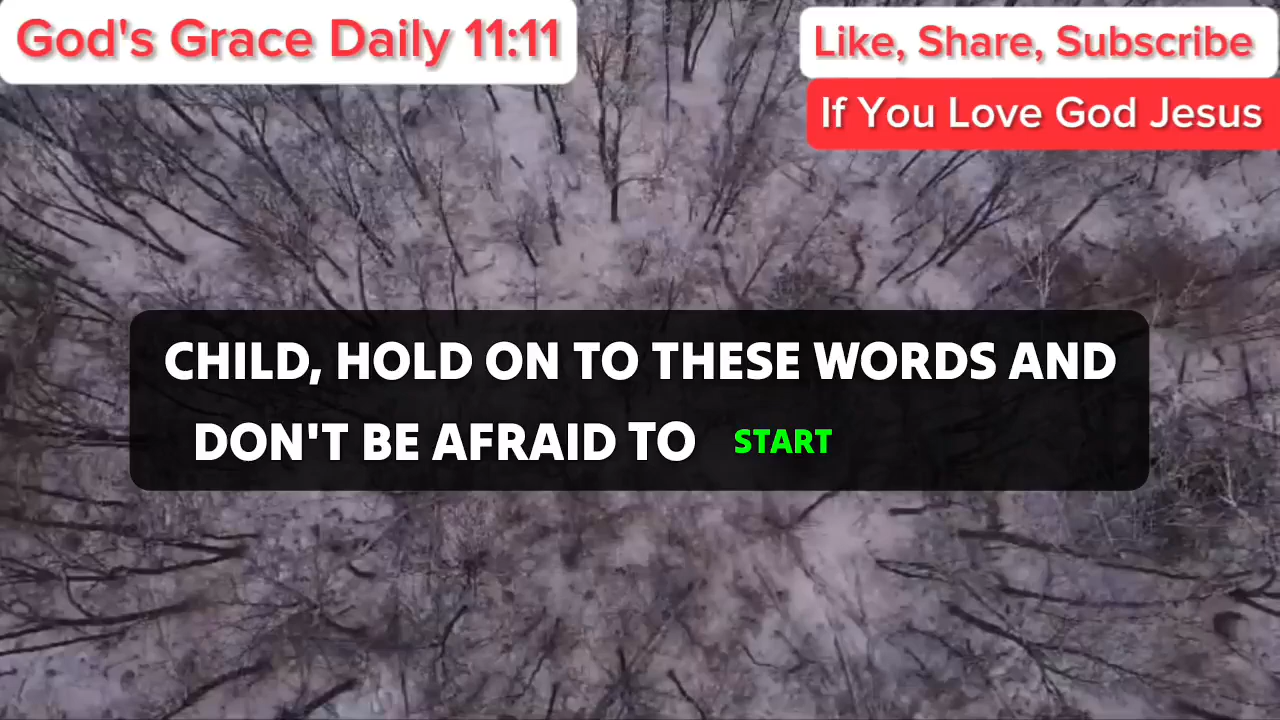 God's Grace Daily 11:11
Like, Share, Subscribe
If You Love God Jesus
CHILD, HOLD ON TO THESE WORDS AND
DON'T BE AFRAID TO START